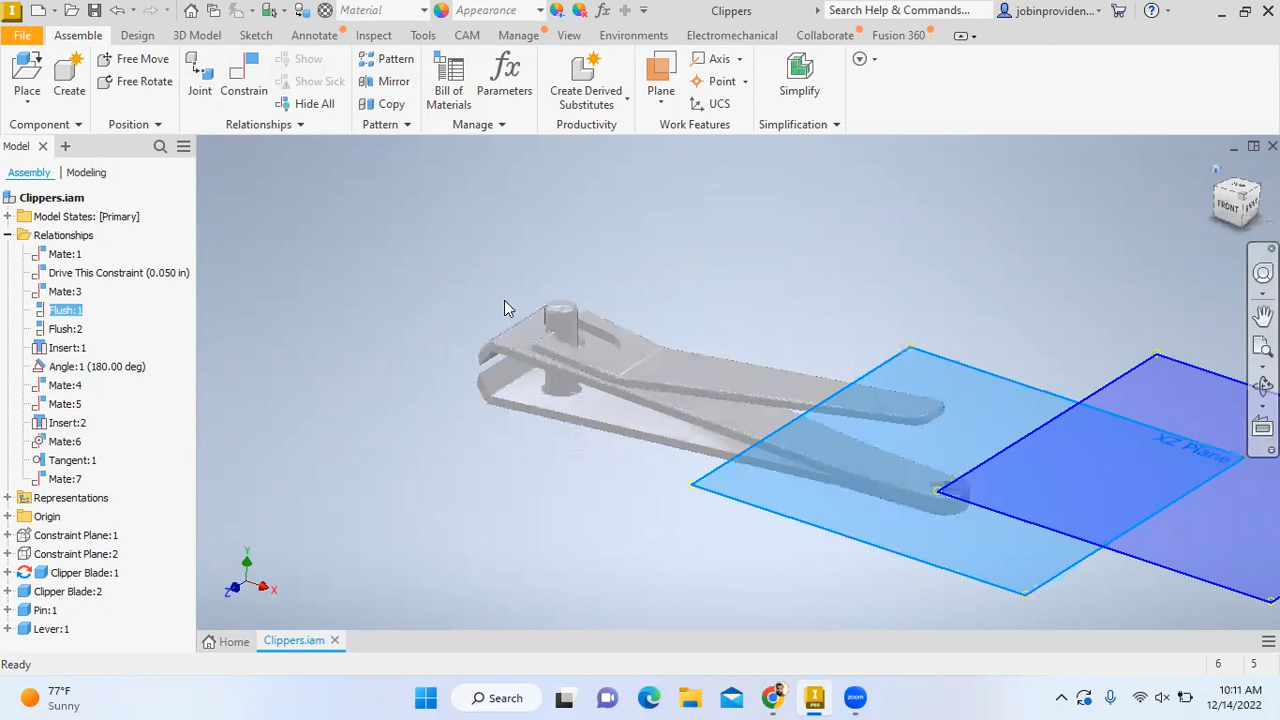 Material
Appearance
Clippers
Search Help & Commands...
jobinproviden...
File
Assemble
Design
3D Model
Sketch
Annotate
Inspect
Tools
CAM
Manage
View
Environments
Electromechanical
Collaborate
Fusion 360
Place
Create
Free Move
Free Rotate
Joint
Constrain
Show
Show Sick
Hide All
Pattern
Mirror
Copy
Bill of
Materials
fx
Parameters
Create Derived
Substitutes
Plane
Axis
Point
UCS
Simplify
Component
Position
Relationships
Pattern
Manage
Productivity
Work Features
Simplification
Model
Assembly
Modeling
Clippers.iam
Model States: [Primary]
Relationships
Mate:1
Drive This Constraint (0.050 in)
Mate:3
Flush:1
Flush:2
Insert:1
Angle:1 (180.00 deg)
Mate:4
Mate:5
Insert:2
Mate:6
Tangent:1
Mate:7
Representations
Origin
Constraint Plane:1
Constraint Plane:2
Clipper Blade:1
Clipper Blade:2
Pin:1
Lever:1
FRONT
XZ Plane
Y
Z
X
Home
Clippers.iam
Ready
6
5
77°F
Sunny
Search
PRO
10:11 AM
12/14/2022